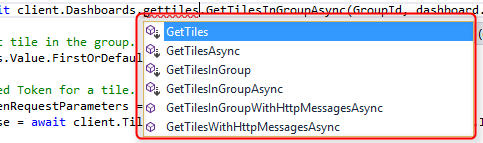 it client.Dashboards.gettiles.GetTilesInGroupAsync(GroupId, dashboard.
GetTiles
t tile in the group.
GetTilesAsync
s.Value.FirstOrDefau
GetTilesInGroup
GetTilesInGroupAsync
ed Token for a tile.
GetTilesInGroupWithHttpMessagesAsync
enRequestParameters =
GetTilesWithHttpMessagesAsync
se = await client.Til